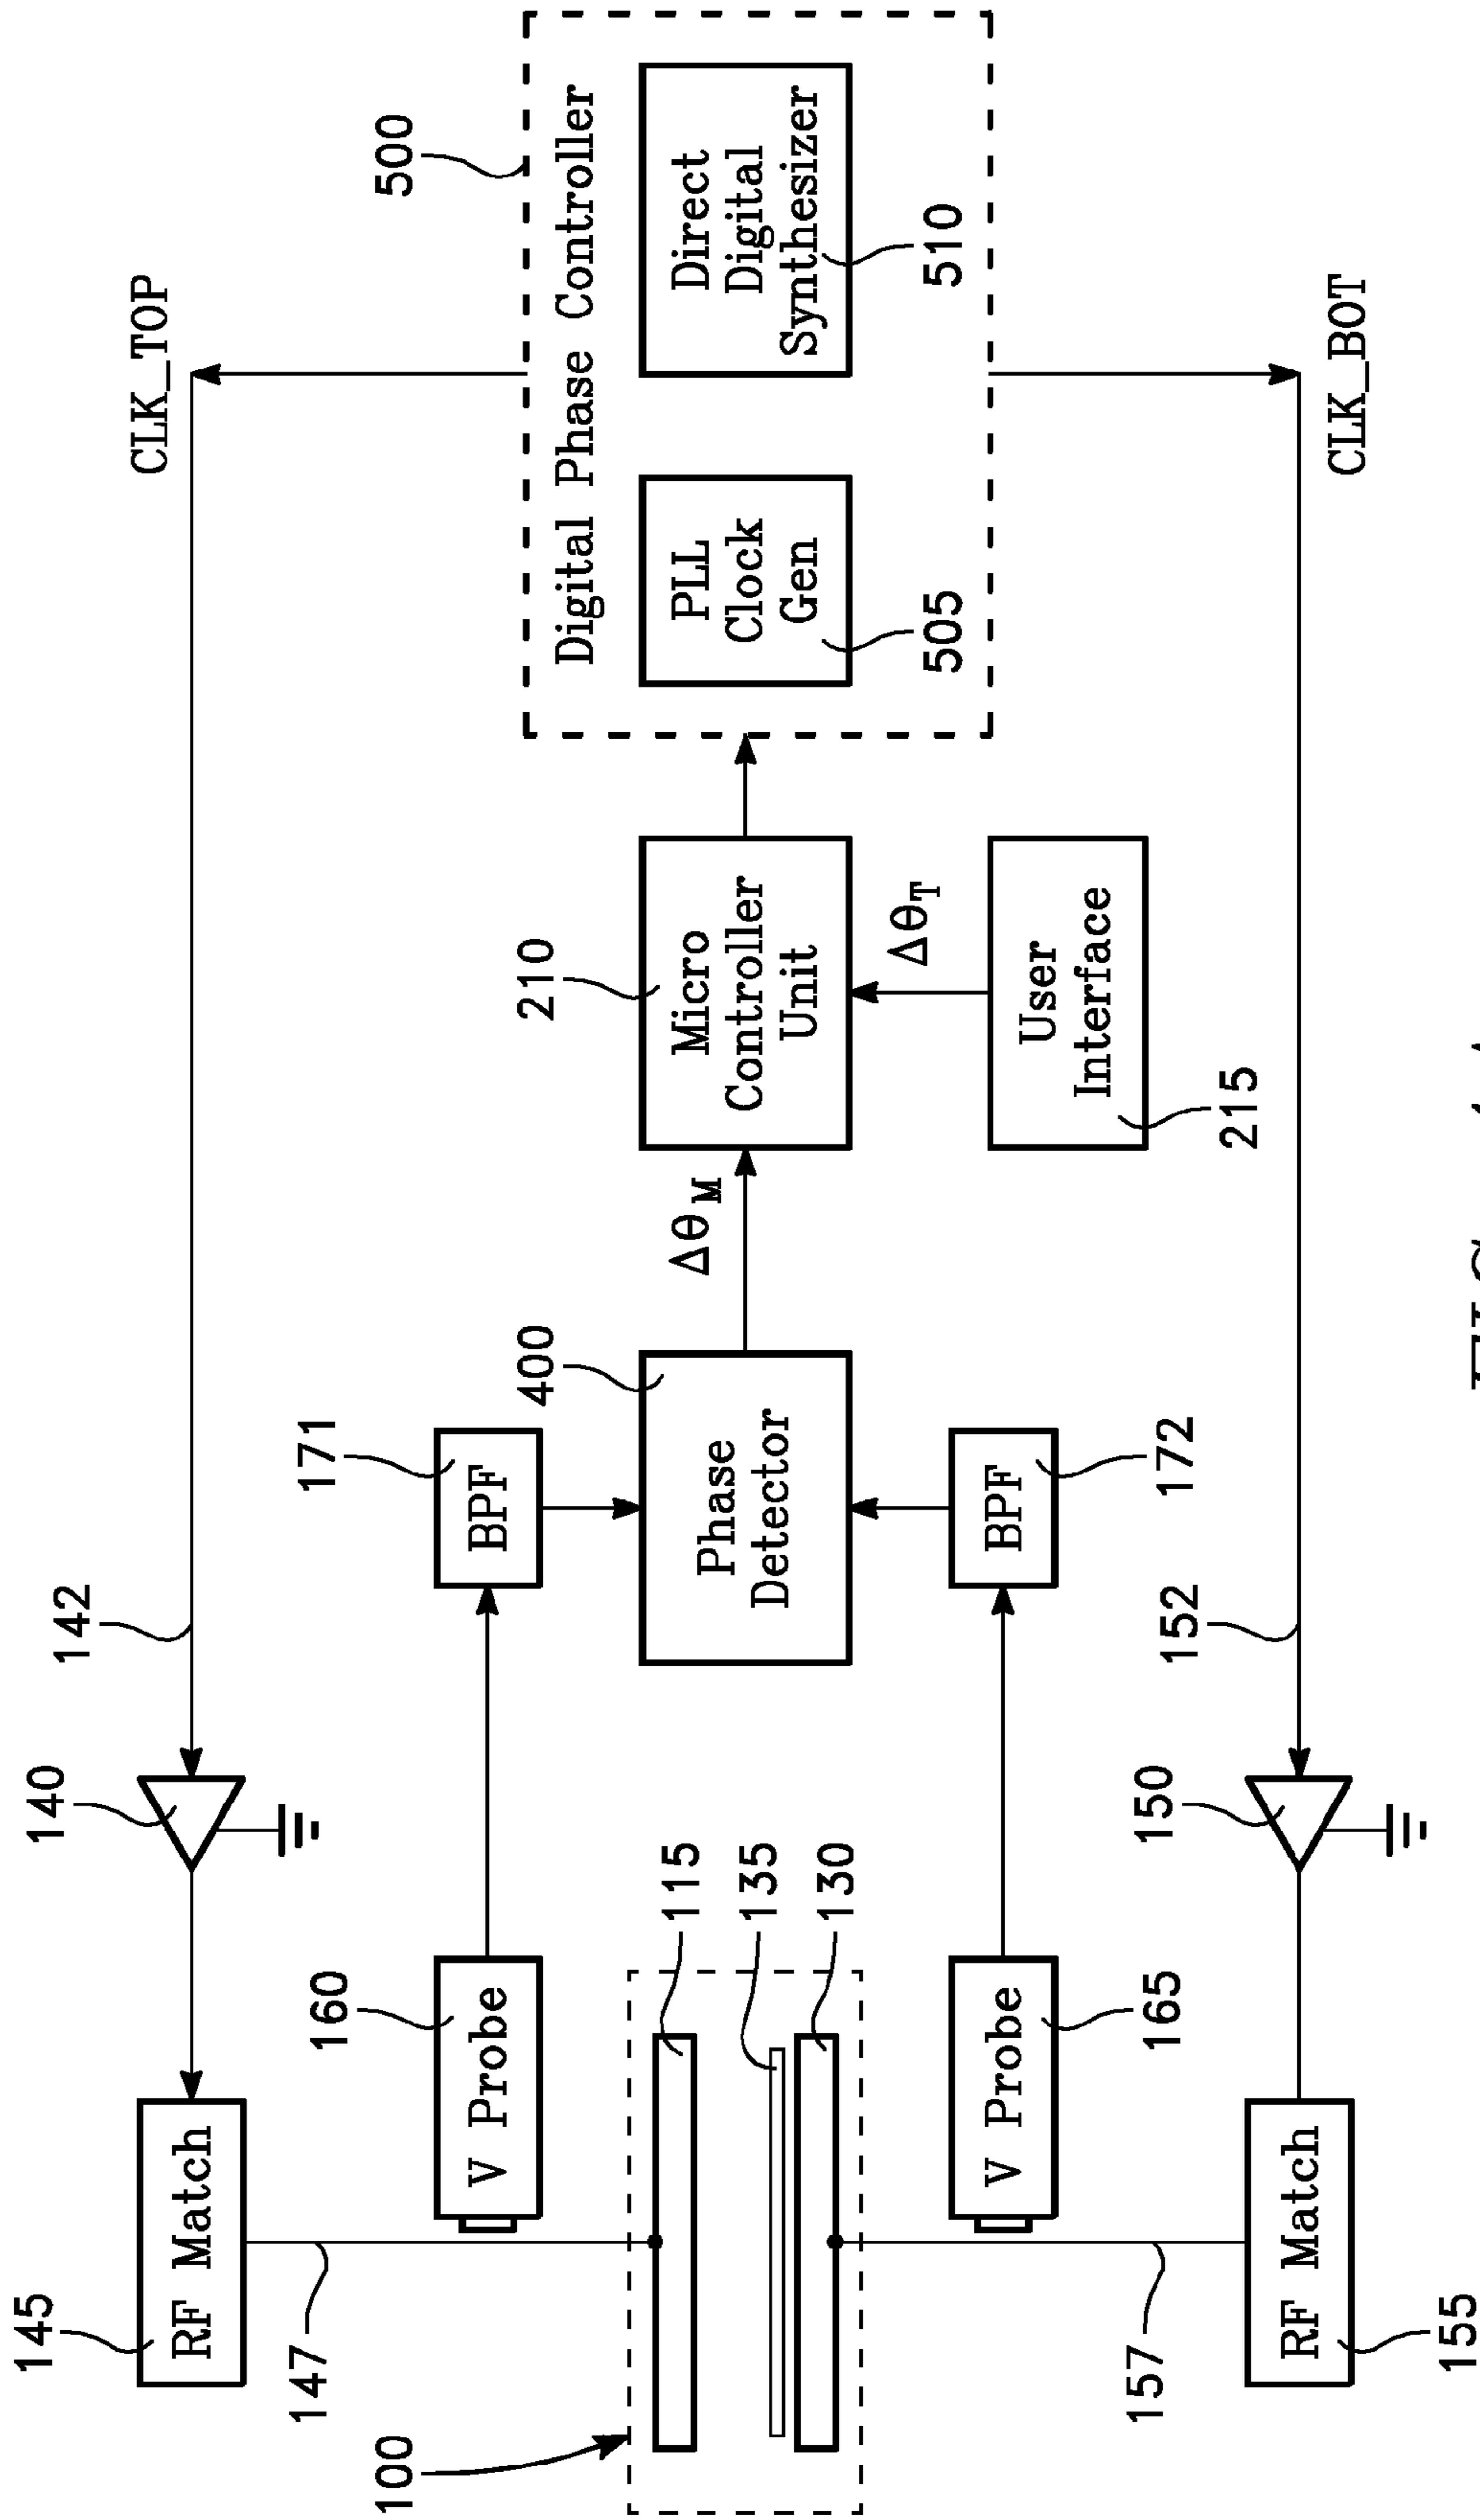 145
140
142
CLK_TOP
RF Match
147
160
171
500
100
V Probe
BPF
400
210
Digital Phase Controller
115
135
130
Phase
Detector
ΔθM
Micro
Controller
Unit
PLL
Clock
Gen
Direct
Digital
Synthesizer
505
510
ΔθT
V Probe
BPF
User
Interface
157
165
150
152
172
215
RF Match
CLK_BOT
155